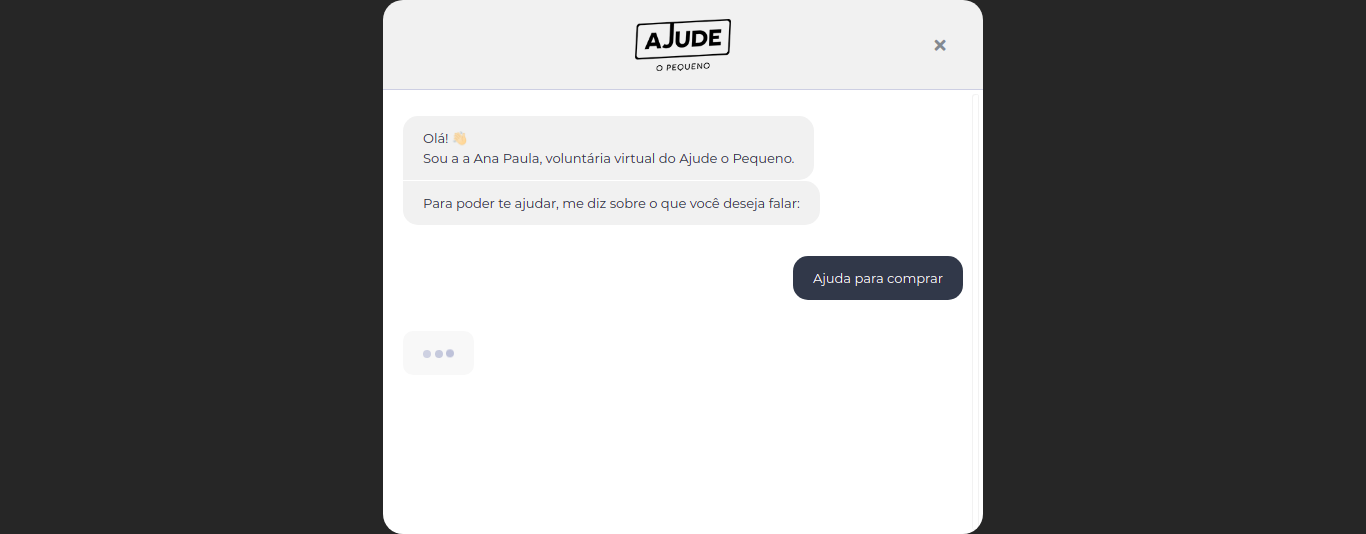 AJUDE
O PEQUENO
Olá! 👋🏼
Sou a a Ana Paula, voluntária virtual do Ajude o Pequeno.
Para poder te ajudar, me diz sobre o que você deseja falar:
Ajuda para comprar